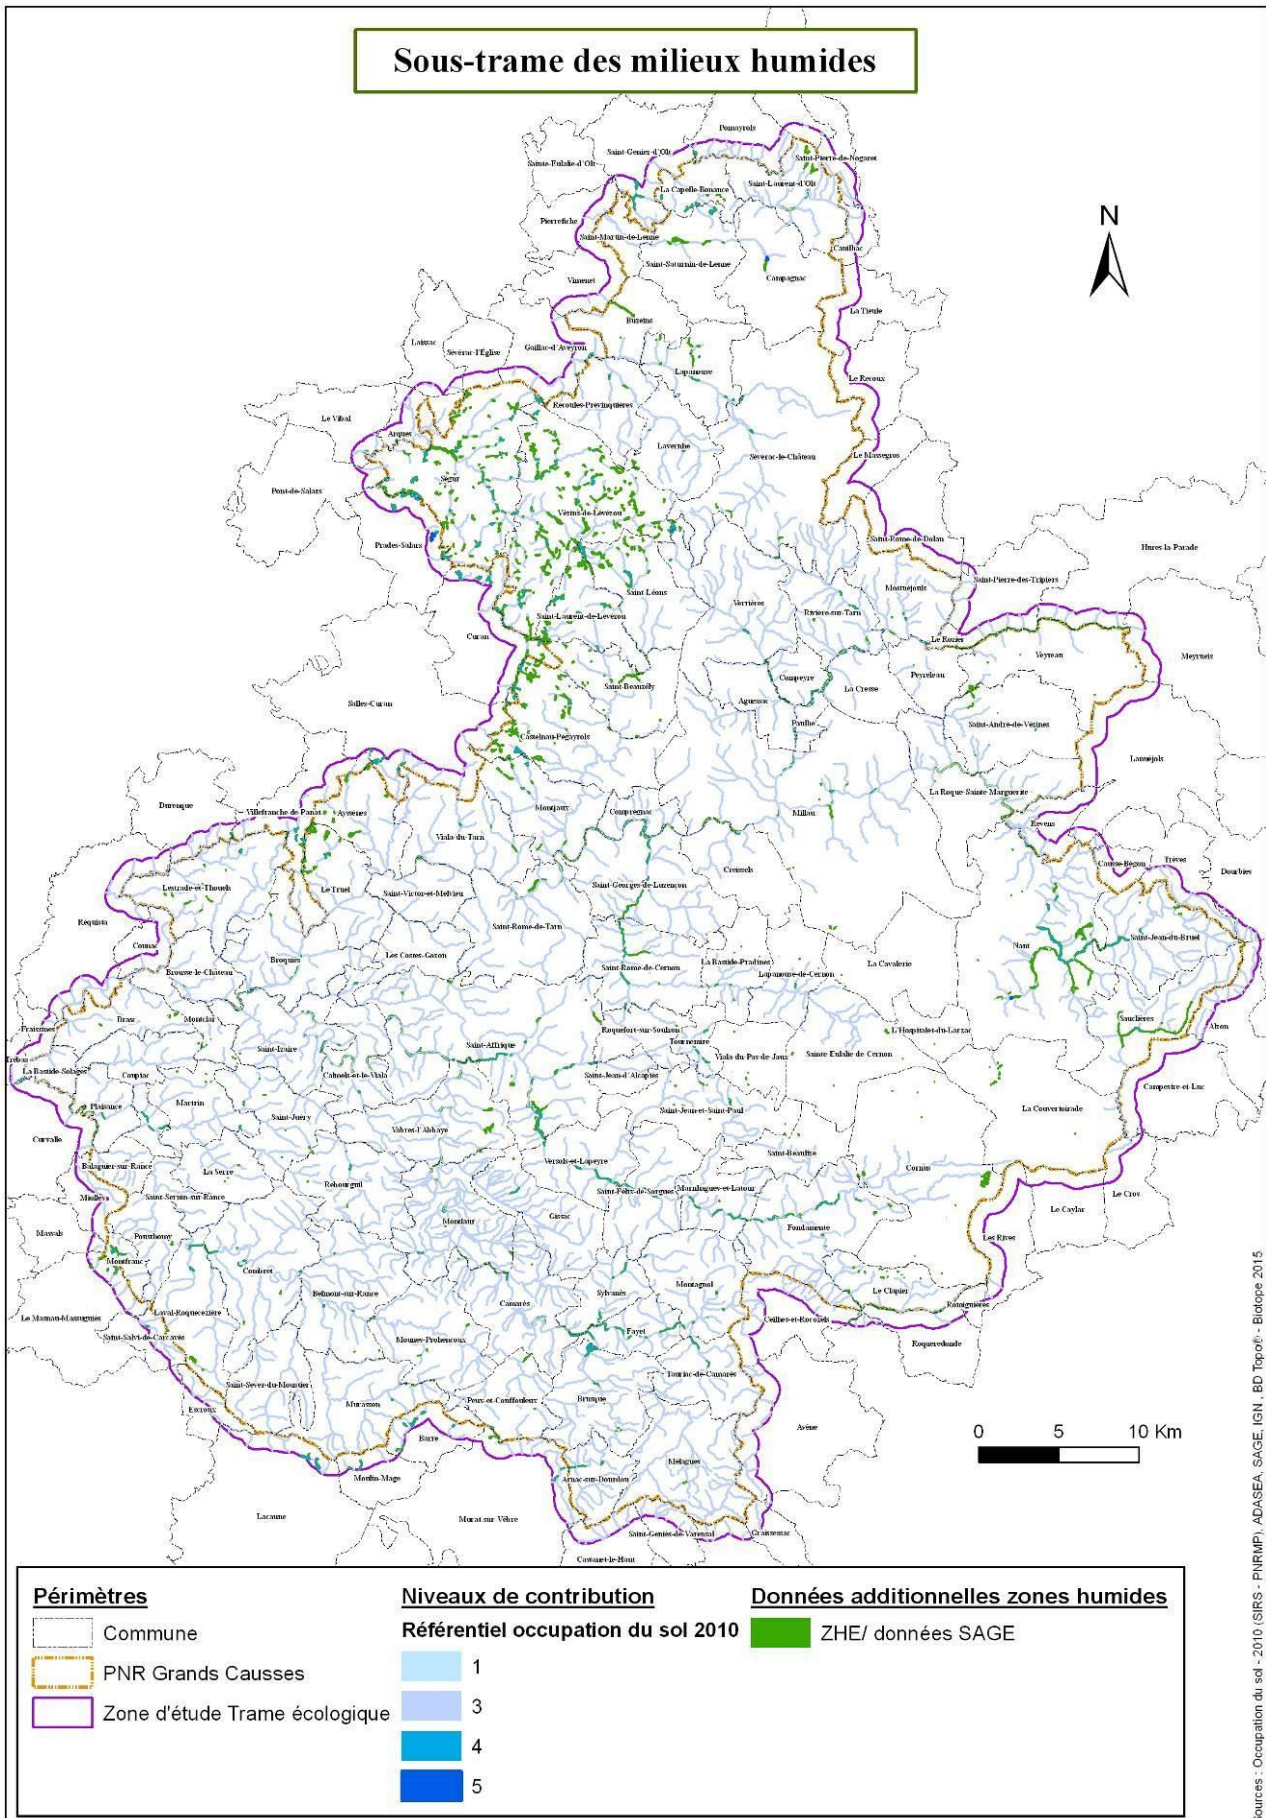 Sous-trame des milieux humides
Pomayrols
Saint-Geniez-d'Olt
Saint-Pierre-de-Nogaret
Sainte-Eulalie-d'Olt
Saint-Laurent-d'Olt
La Capelle-Bonance
N
Pierrefiche
Saint-Martin-de-Lenne
Canilhac
Saint-Saturnin-de-Lenne
Vimenet
Campagnac
La Tieule
Buzeins
Laissac
Gaillac-d'Aveyron
Sévérac-l'Église
Lapanouse
Le Recoux
Le Vibal
Recoules-Prévinquières
Arques
Lavernhe
Sévérac-le-Château
Le Massegros
Pont-de-Salars
Ségur
Vézins-de-Lévézou
Prades-Salars
Saint-Rome-de-Dolan
Hures-la-Parade
Saint-Pierre-des-Tripiers
Mostuéjouls
Saint-Léons
Verrières
Rivière-sur-Tarn
Saint-Laurent-de-Lévézou
Curan
Le Rozier
Veyreau
Meyrueis
Compeyre
Peyreleau
Saint-Beauzély
La Cresse
Aguessac
Salles-Curan
Paulhe
Saint-André-de-Vézines
Castelnau-Pégayrols
Lanuéjols
La Roque-Sainte-Marguerite
Durenque
Montjaux
Comprégnac
Millau
Villefranche-de-Panat
Ayssènes
Revens
Viala-du-Tarn
Causse-Bégon
Trèves
Dourbies
Creissels
Lestrade-et-Thouels
Le Truel
Saint-Victor-et-Melvieu
Saint-Georges-de-Luzençon
Réquista
Saint-Rome-de-Tarn
Connac
Nant
Saint-Jean-du-Bruel
Broquiès
Les Costes-Gozon
La Bastide-Pradines
La Cavalerie
Saint-Rome-de-Cernon
Lapanouse-de-Cernon
Brousse-le-Château
Sauclières
Brasc
Montclar
Fraissines
Roquefort-sur-Soulzon
Alzon
L'Hospitalet-du-Larzac
Tournemire
Saint-Izaire
Saint-Affrique
Viala-du-Pas-de-Jaux
Sainte-Eulalie-de-Cernon
Trébas
La Bastide-Solages
Coupiac
Calmels-et-le-Viala
Saint-Jean-d'Alcapiès
Campestre-et-Luc
Martrin
Plaisance
Saint-Juéry
Saint-Jean-et-Saint-Paul
La Couvertoirade
Vabres-l'Abbaye
Curvalle
Saint-Beaulize
Balaguier-sur-Rance
La Serre
Versols-et-Lapeyre
Cornus
Rebourguil
Marnhagues-et-Latour
Miolles
Saint-Sernin-sur-Rance
Saint-Félix-de-Sorgues
Le Cros
Le Caylar
Massals
Montlaur
Gissac
Fondamente
Pousthomy
Les Rives
Montfranc
Combret
Montagnol
Belmont-sur-Rance
Sylvanès
Le Clapier
Camarès
Romiguières
Laval-Roquecezière
Le Masnau-Massuguiès
Ceilhes-et-Rocozels
Fayet
Saint-Salvi-de-Carcavès
Mounes-Prohencoux
Roqueredonde
Tauriac-de-Camarès
Saint-Sever-du-Moustier
Brusque
Peux-et-Couffouleux
Murasson
Escroux
Avène
Barre
0 5 10 Km
Mélagues
Moulin-Mage
Arnac-sur-Dourdou
Lacaune
Murat-sur-Vèbre
Saint-Geniès-de-Varensal
Graissessac
Castanet-le-Haut
Périmètres
Commune
PNR Grands Causses
Zone d'étude Trame écologique
Niveaux de contribution
Référentiel occupation du sol 2010
1
3
4
5
Données additionnelles zones humides
ZHE/ données SAGE
Sources : Occupation du sol - 2010 (SIRS - PNRMP), ADASEA, SAGE, IGN, BD Topo® - Biotope 2015